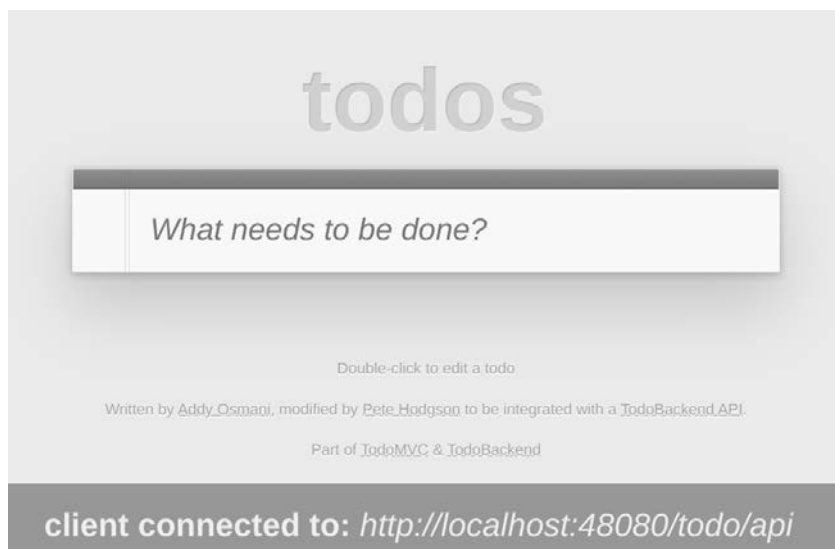 todos
What needs to be done?
Double-click to edit a todo
Written by Addy Osmani, modified by Pete Hodgson to be integrated with a TodoBackend API.
Part of TodoMVC & TodoBackend
client connected to: http://localhost:48080/todo/api